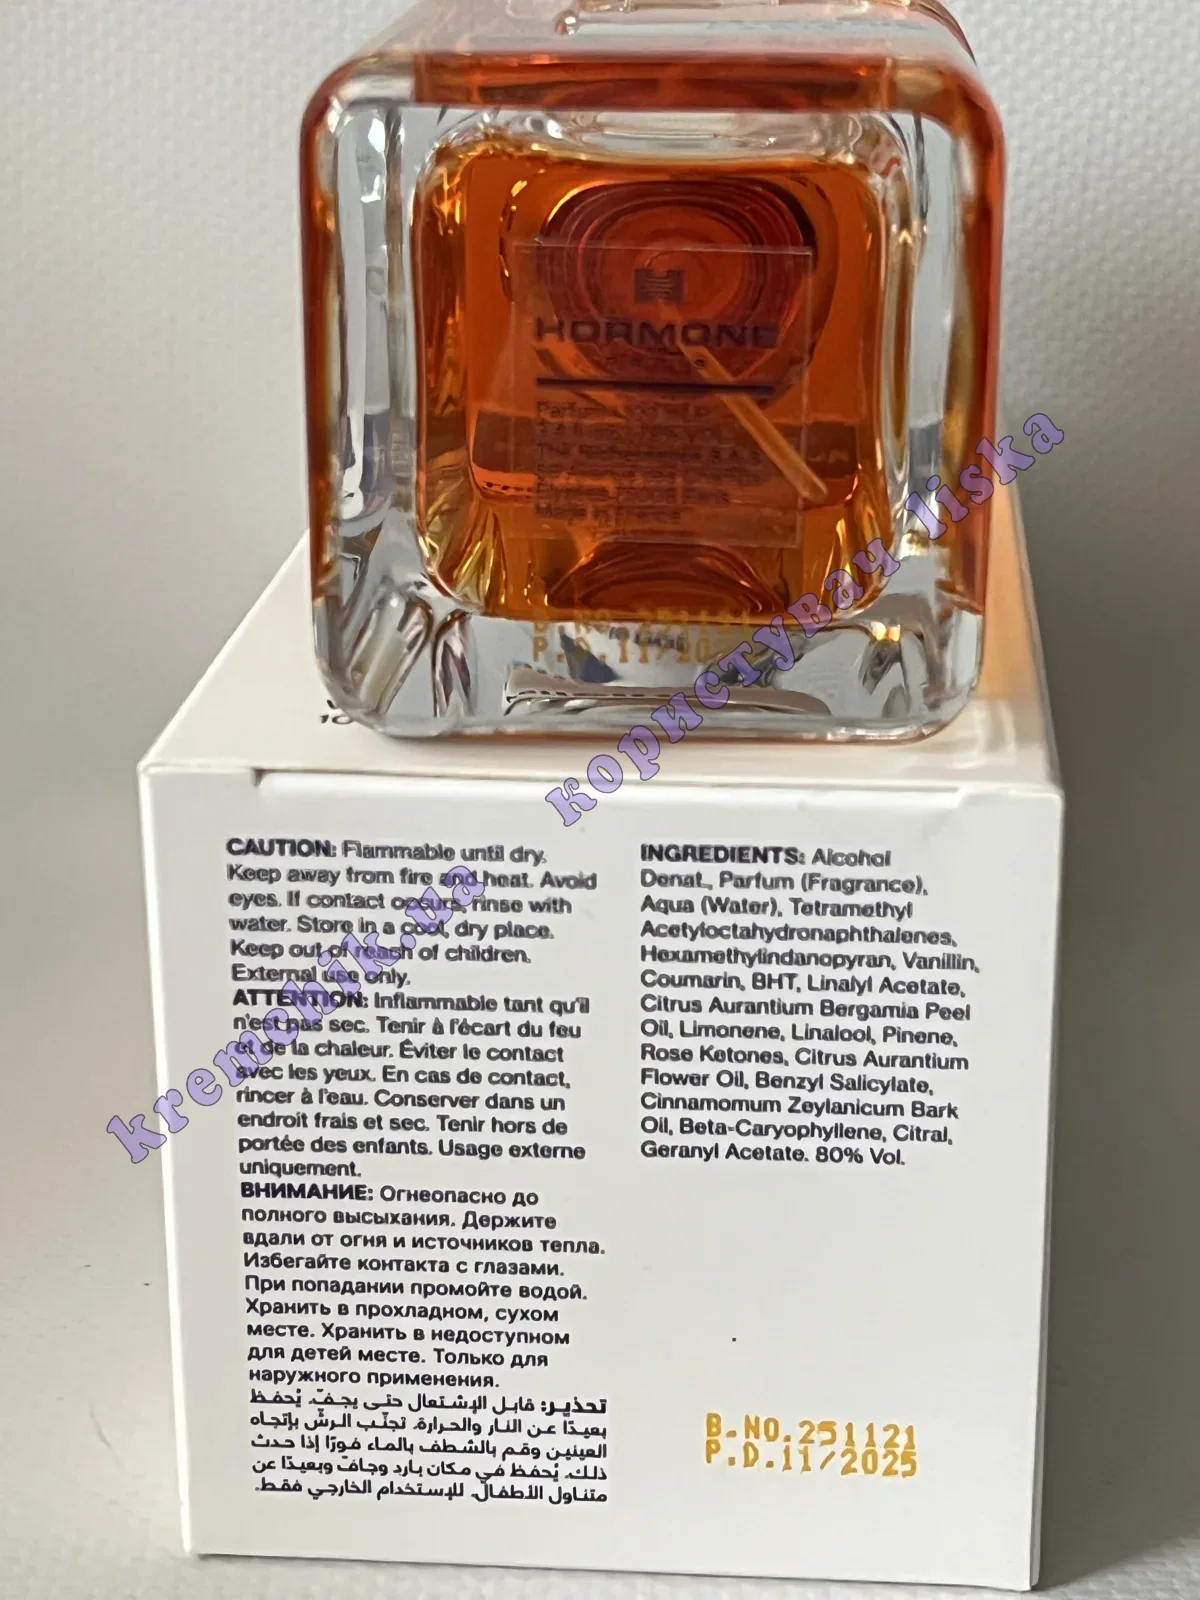 HORMONE
PARIS
Made in France
B.NO.251121
P.D.11/20
10
CAUTION: Flammable until dry.
Keep away from fire and heat. Avoid
eyes. If contact occurs, rinse with
water. Store in a cool, dry place.
Keep out of reach of children.
External use only.
ATTENTION: Inflammable tant qu'il
n'est pas sec. Tenir à l'écart du feu
et de la chaleur. Éviter le contact
avec les yeux. En cas de contact,
rincer à l'eau. Conserver dans un
endroit frais et sec. Tenir hors de
portée des enfants. Usage externe
uniquement.
ВНИМАНИЕ: Огнеопасно до
полного высыхания. Держите
вдали от огня и источников тепла.
Избегайте контакта с глазами.
При попадании промойте водой.
Хранить в прохладном, сухом
месте. Хранить в недоступном
для детей месте. Только для
наружного применения.
تحذير: قابل الإشتعال حتى يجفّ. يُحفظ
بعيدًا عن النار والحرارة. تجنّب الرشّ بإتجاه
العينين وقم بالشطف بالماء فورًا إذا حدث
ذلك. يُحفظ في مكان بارد وجافّ وبعيدًا عن
متناول الأطفال. للإستخدام الخارجي فقط.
INGREDIENTS: Alcohol
Denat., Parfum (Fragrance),
Aqua (Water), Tetramethyl
Acetyloctahydronaphthalenes,
Hexamethylindanopyran, Vanillin,
Coumarin, BHT, Linalyl Acetate,
Citrus Aurantium Bergamia Peel
Oil, Limonene, Linalool, Pinene,
Rose Ketones, Citrus Aurantium
Flower Oil, Benzyl Salicylate,
Cinnamomum Zeylanicum Bark
Oil, Beta-Caryophyllene, Citral,
Geranyl Acetate. 80% Vol.
B.NO.251121
P.D.11/2025
kremchik.ua користувач liska